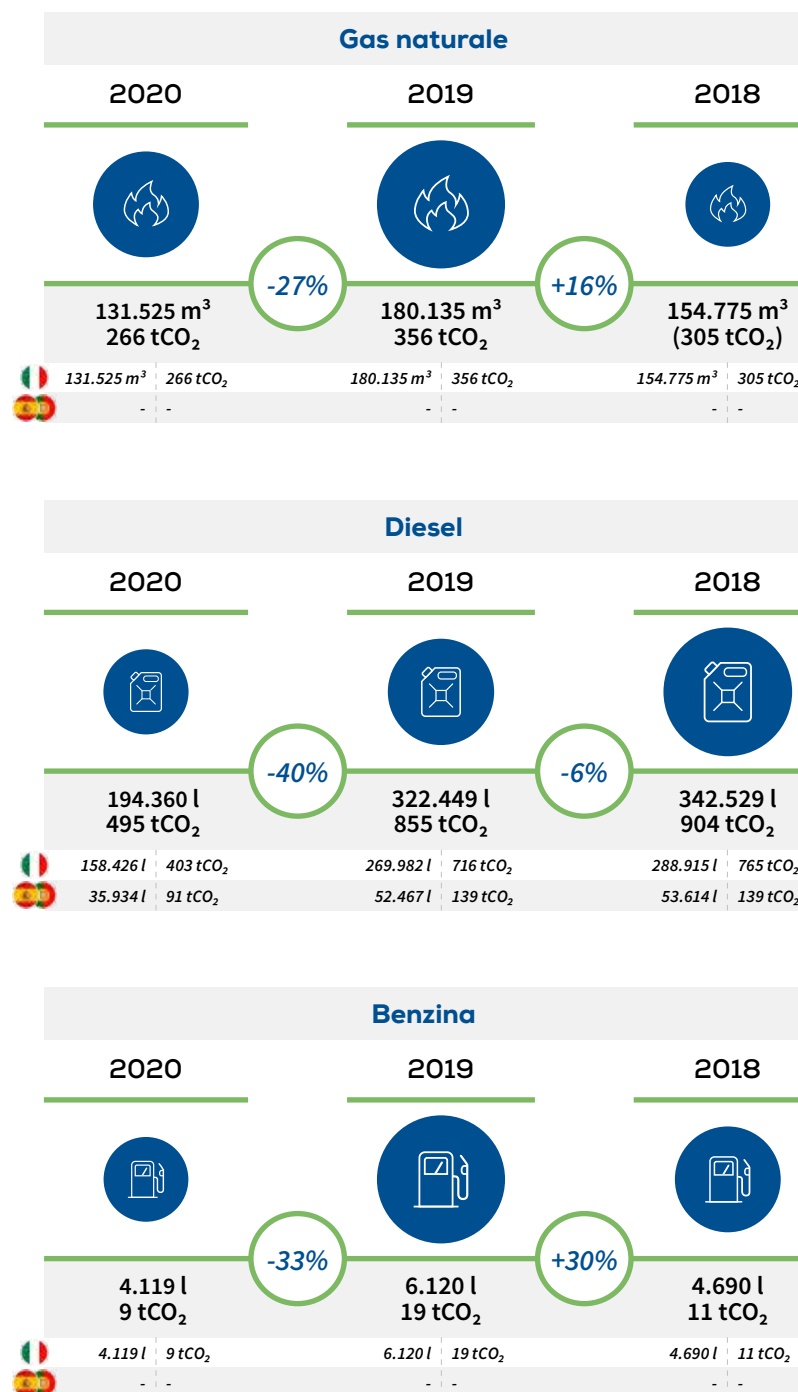 Gas naturale
2020 2019 2018
-27% +16%
131.525 m³ 180.135 m³ 154.775 m³
266 tCO₂ 356 tCO₂ (305 tCO₂)
131.525 m³ 266 tCO₂ 180.135 m³ 356 tCO₂ 154.775 m³ 305 tCO₂
- - - - - -
Diesel
2020 2019 2018
-40% -6%
194.360 l 322.449 l 342.529 l
495 tCO₂ 855 tCO₂ 904 tCO₂
158.426 l 403 tCO₂ 269.982 l 716 tCO₂ 288.915 l 765 tCO₂
35.934 l 91 tCO₂ 52.467 l 139 tCO₂ 53.614 l 139 tCO₂
Benzina
2020 2019 2018
-33% +30%
4.119 l 6.120 l 4.690 l
9 tCO₂ 19 tCO₂ 11 tCO₂
4.119 l 9 tCO₂ 6.120 l 19 tCO₂ 4.690 l 11 tCO₂
- - - - - -